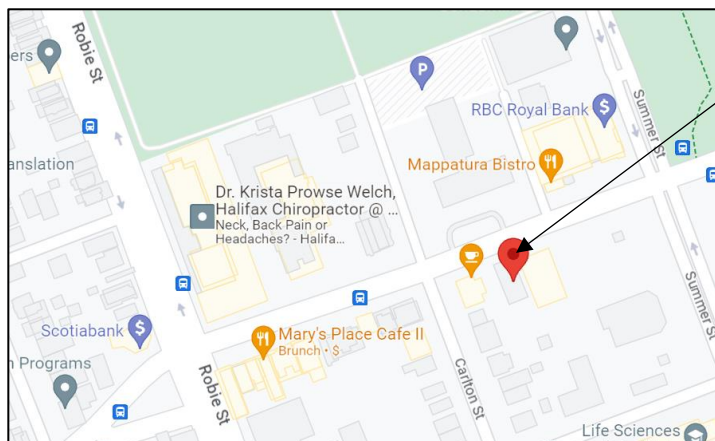 Robie St
ers
P
RBC Royal Bank
$
Summer St
anslation
Mappatura Bistro
Dr. Krista Prowse Welch,
Halifax Chiropractor @ ...
Neck, Back Pain or
Headaches? - Halifa...
Scotiabank
$
Mary's Place Cafe II
Brunch • $
Summer St
n Programs
Robie St
Carlton St
Life Sciences